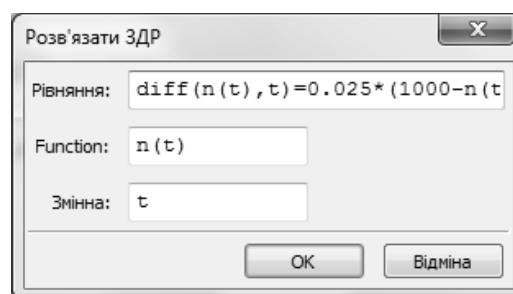 Розв'язати ЗДР
Рівняння: diff(n(t),t)=0.025*(1000-n(t
Function: n(t)
Змінна: t
OK Відміна